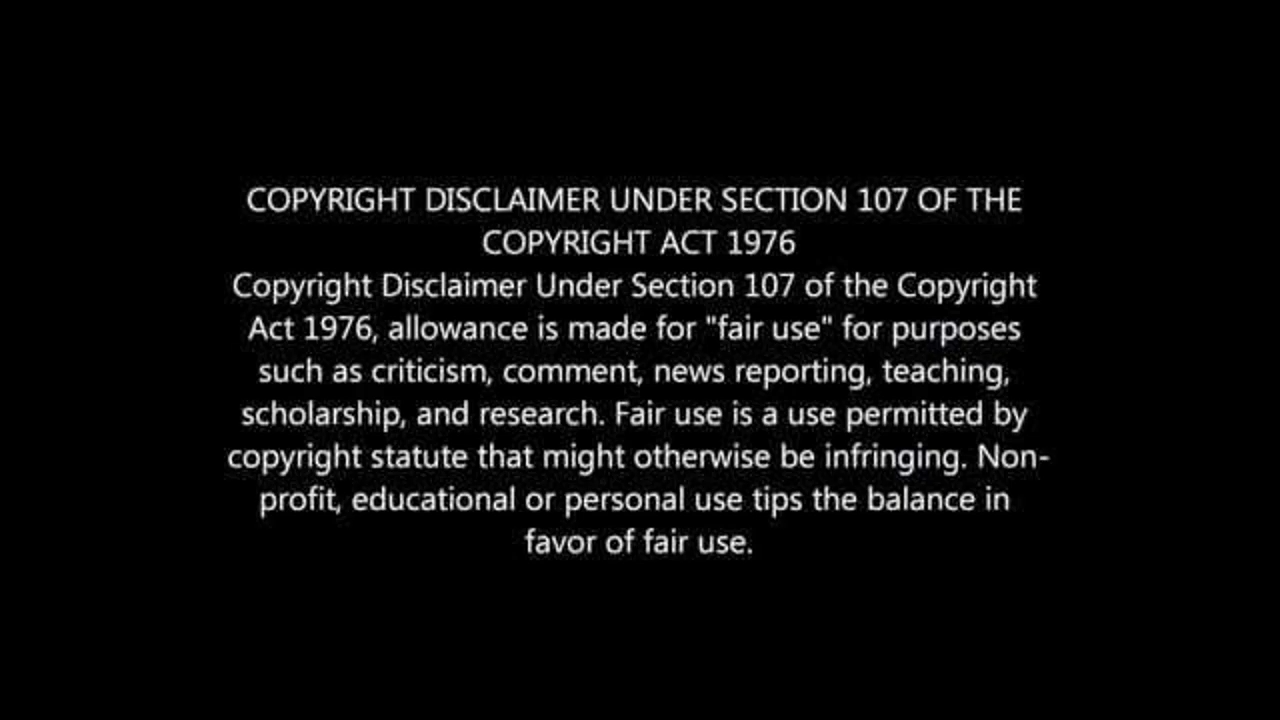 COPYRIGHT DISCLAIMER UNDER SECTION 107 OF THE
COPYRIGHT ACT 1976
Copyright Disclaimer Under Section 107 of the Copyright
Act 1976, allowance is made for "fair use" for purposes
such as criticism, comment, news reporting, teaching,
scholarship, and research. Fair use is a use permitted by
copyright statute that might otherwise be infringing. Non-
profit, educational or personal use tips the balance in
favor of fair use.